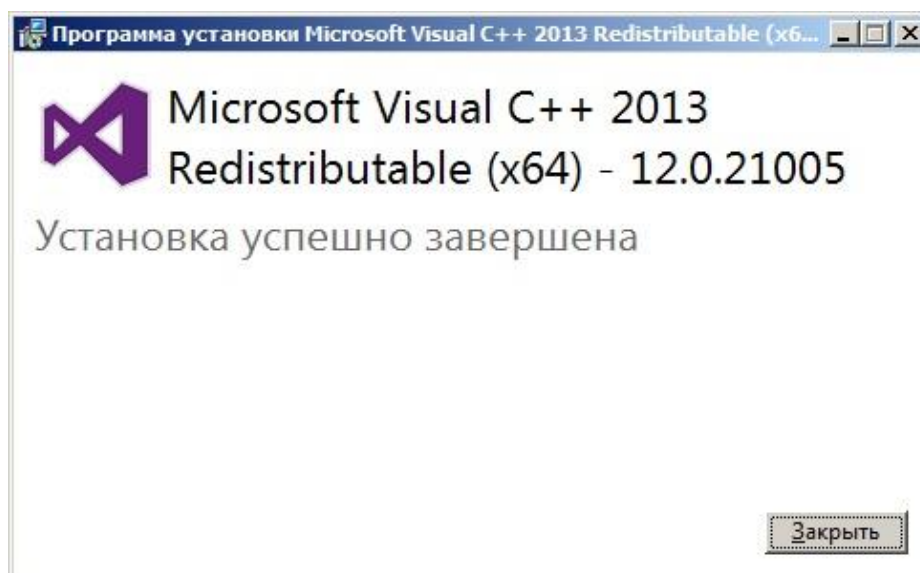 Программа установки Microsoft Visual C++ 2013 Redistributable (x6...
Microsoft Visual C++ 2013
Redistributable (x64) - 12.0.21005
Установка успешно завершена
Закрыть